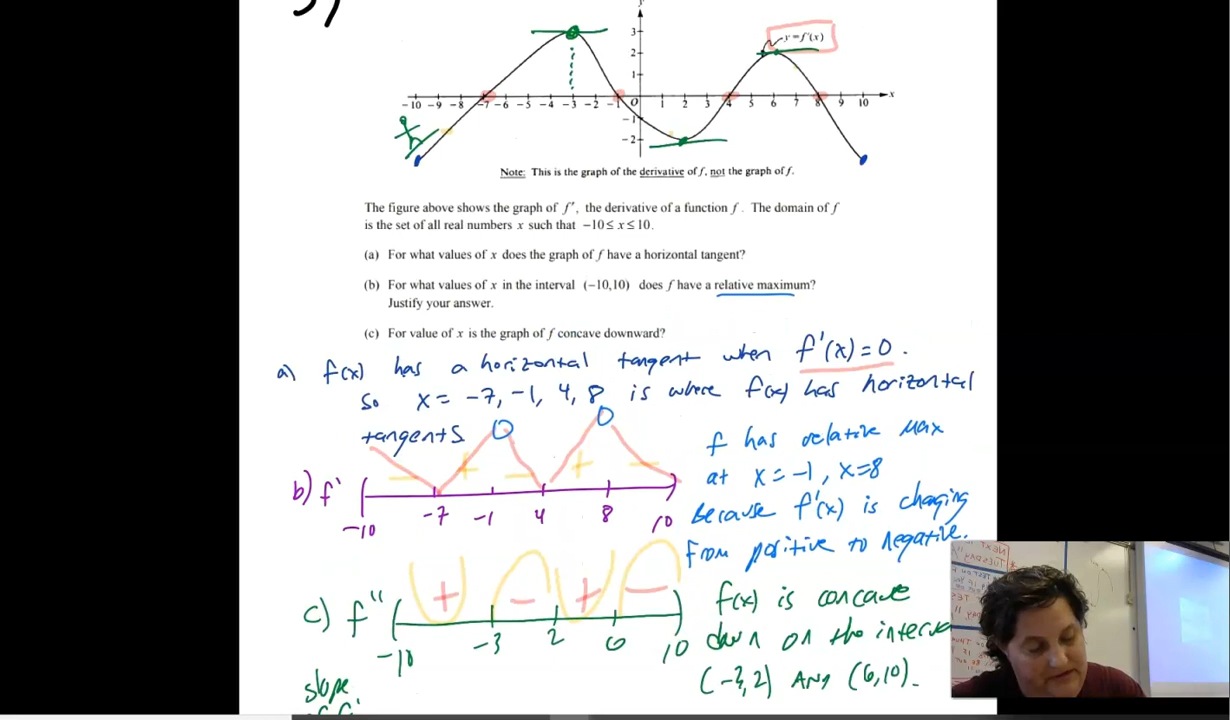 3)
y
3
2
1
y = f'(x)
-10 -9 -8 -7 -6 -5 -4 -3 -2 -1 O 1 2 3 4 5 6 7 8 9 10 x
-1
-2
Note: This is the graph of the derivative of f, not the graph of f.
The figure above shows the graph of f', the derivative of a function f. The domain of f
is the set of all real numbers x such that -10 ≤ x ≤ 10.
(a) For what values of x does the graph of f have a horizontal tangent?
(b) For what values of x in the interval (-10,10) does f have a relative maximum?
Justify your answer.
(c) For value of x is the graph of f concave downward?
a) f(x) has a horizontal tangent when f'(x)=0.
So x= -7, -1, 4, 8 is where f(x) has horizontal
tangents
f has relative max
at x=-1, x=8
because f'(x) is changing
from positive to negative.
b) f'
- + - + -
-10 -7 -1 4 8 10
c) f"
+ - + -
-10 -3 2 6 10
f(x) is concave
down on the interva
(-3,2) AND (6,10).
slope